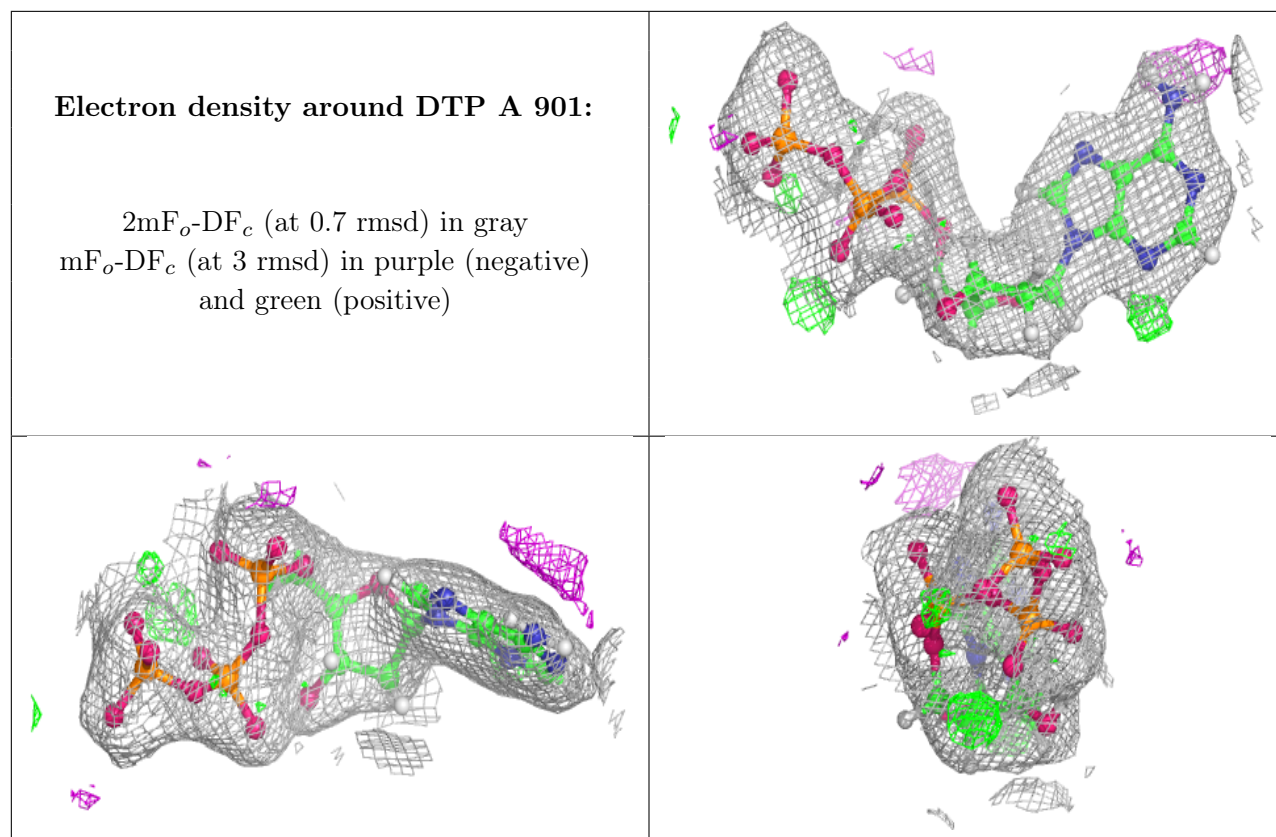 Electron density around DTP A 901:
2mFo-DFc (at 0.7 rmsd) in gray
mFo-DFc (at 3 rmsd) in purple (negative)
and green (positive)